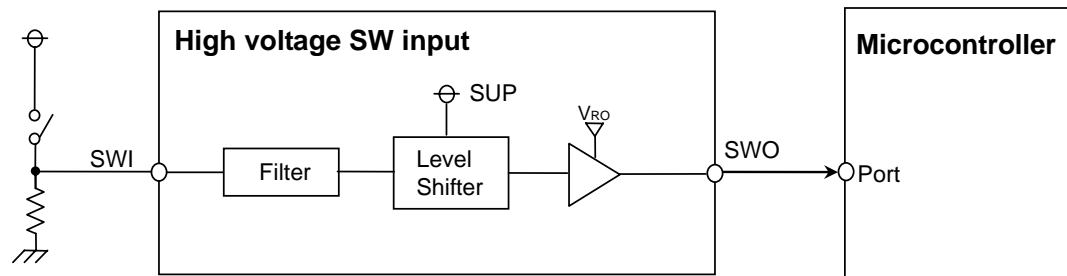 High voltage SW input
Microcontroller
SUP
VRO
SWI
Filter
Level
Shifter
SWO
Port